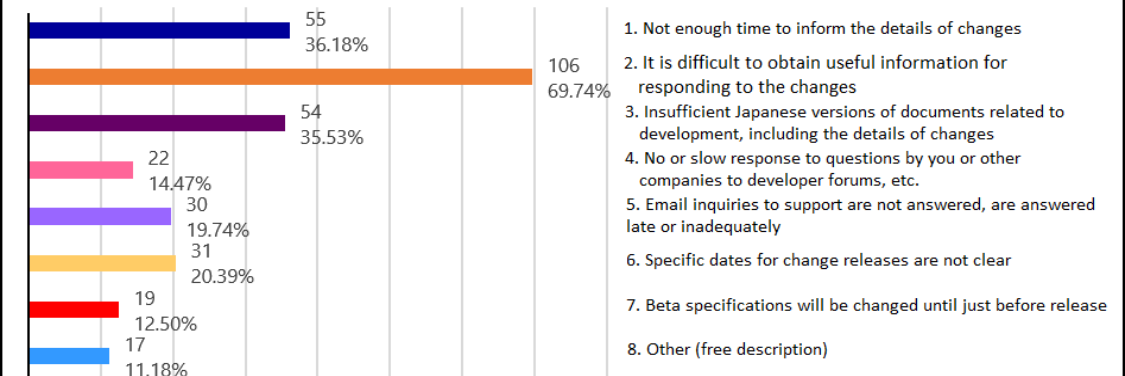 55
36.18%
1. Not enough time to inform the details of changes
106
69.74%
2. It is difficult to obtain useful information for
responding to the changes
54
35.53%
3. Insufficient Japanese versions of documents related to
development, including the details of changes
22
14.47%
4. No or slow response to questions by you or other
companies to developer forums, etc.
30
19.74%
5. Email inquiries to support are not answered, are answered
late or inadequately
31
20.39%
6. Specific dates for change releases are not clear
19
12.50%
7. Beta specifications will be changed until just before release
17
11.18%
8. Other (free description)